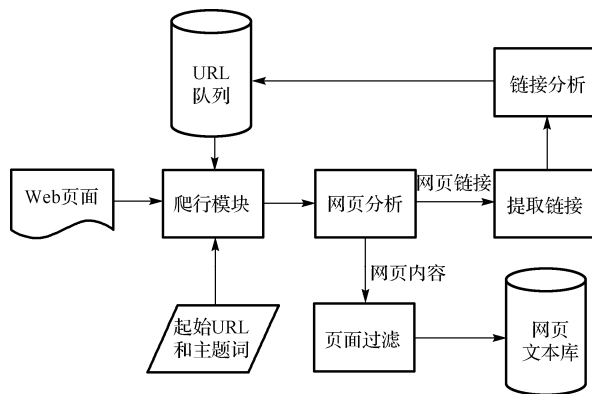 URL
队列
链接分析
Web页面
爬行模块
网页分析
网页链接
提取链接
网页内容
起始URL
和主题词
页面过滤
网页
文本库